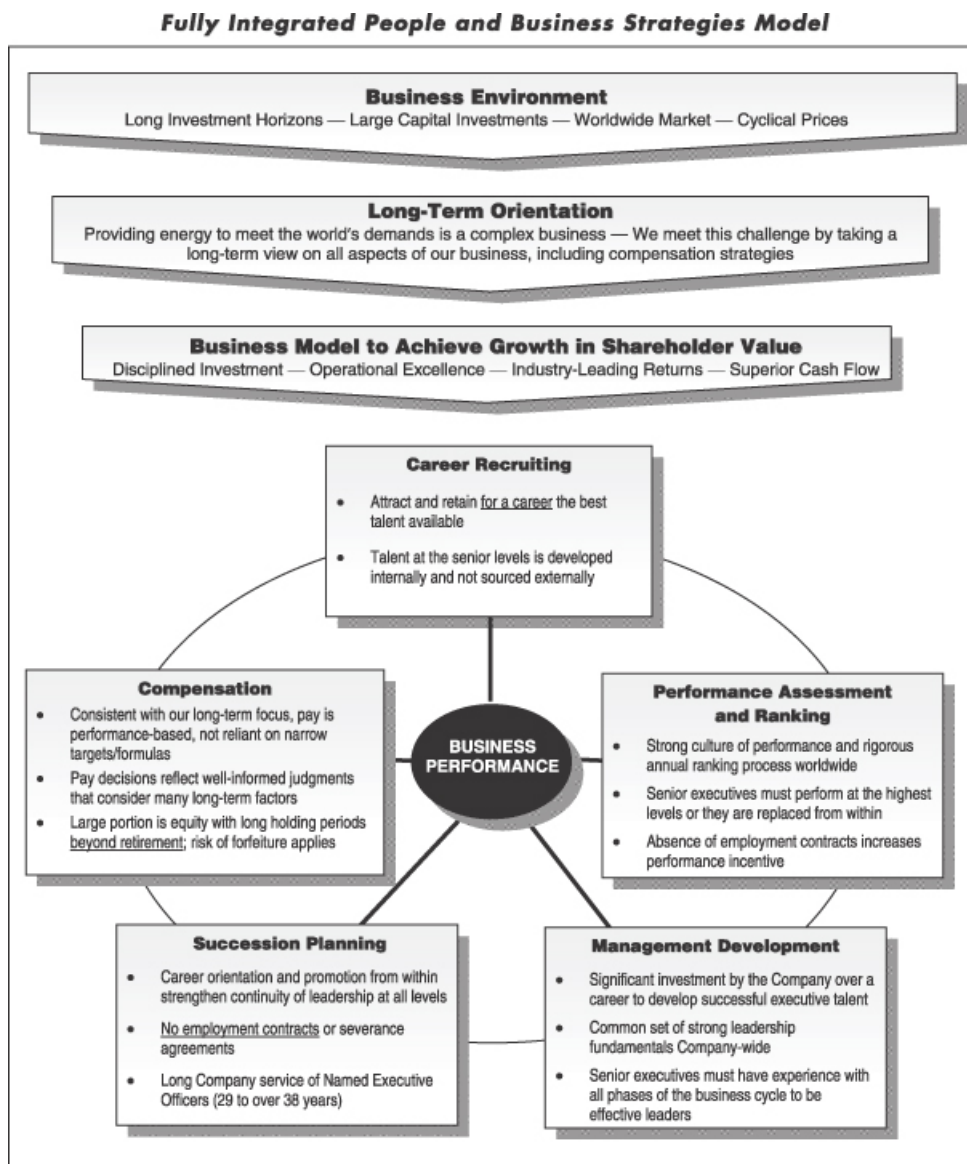 Fully Integrated People and Business Strategies Model
Business Environment
Long Investment Horizons — Large Capital Investments — Worldwide Market — Cyclical Prices
Long-Term Orientation
Providing energy to meet the world's demands is a complex business — We meet this challenge by taking a
long-term view on all aspects of our business, including compensation strategies
Business Model to Achieve Growth in Shareholder Value
Disciplined Investment — Operational Excellence — Industry-Leading Returns — Superior Cash Flow
Career Recruiting
• Attract and retain for a career the best
talent available
• Talent at the senior levels is developed
internally and not sourced externally
Compensation
• Consistent with our long-term focus, pay is
performance-based, not reliant on narrow
targets/formulas
• Pay decisions reflect well-informed judgments
that consider many long-term factors
• Large portion is equity with long holding periods
beyond retirement; risk of forfeiture applies
BUSINESS
PERFORMANCE
Performance Assessment
and Ranking
• Strong culture of performance and rigorous
annual ranking process worldwide
• Senior executives must perform at the highest
levels or they are replaced from within
• Absence of employment contracts increases
performance incentive
Succession Planning
• Career orientation and promotion from within
strengthen continuity of leadership at all levels
• No employment contracts or severance
agreements
• Long Company service of Named Executive
Officers (29 to over 38 years)
Management Development
• Significant investment by the Company over a
career to develop successful executive talent
• Common set of strong leadership
fundamentals Company-wide
• Senior executives must have experience with
all phases of the business cycle to be
effective leaders